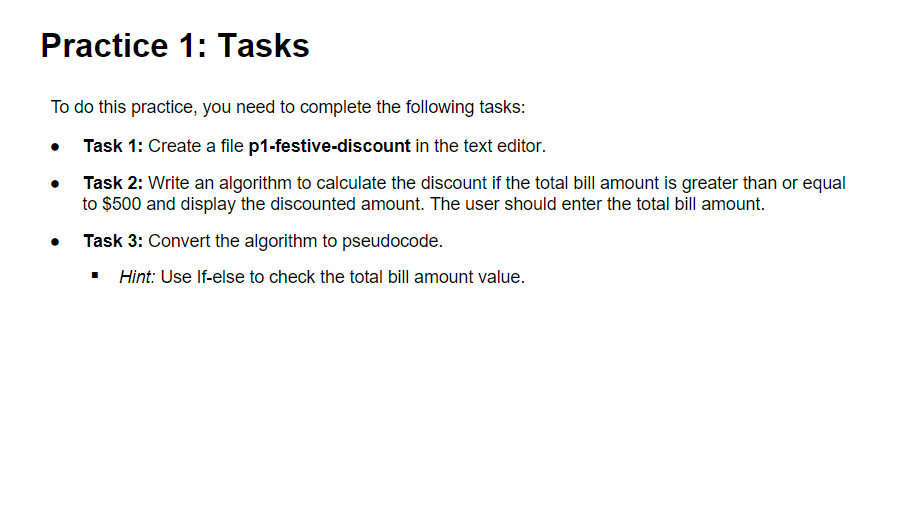 Practice 1: Tasks
To do this practice, you need to complete the following tasks:
● Task 1: Create a file p1-festive-discount in the text editor.
● Task 2: Write an algorithm to calculate the discount if the total bill amount is greater than or equal
to $500 and display the discounted amount. The user should enter the total bill amount.
● Task 3: Convert the algorithm to pseudocode.
▪ Hint: Use If-else to check the total bill amount value.